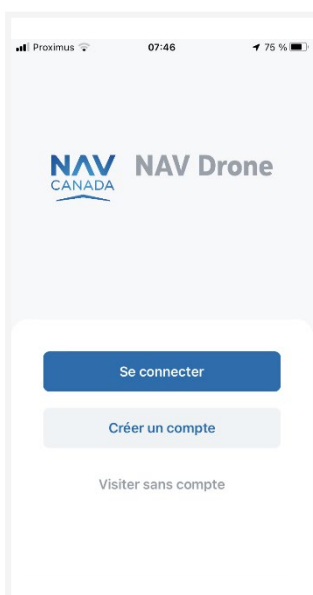 Proximus 07:46 75 %
NAV CANADA NAV Drone
Se connecter
Créer un compte
Visiter sans compte